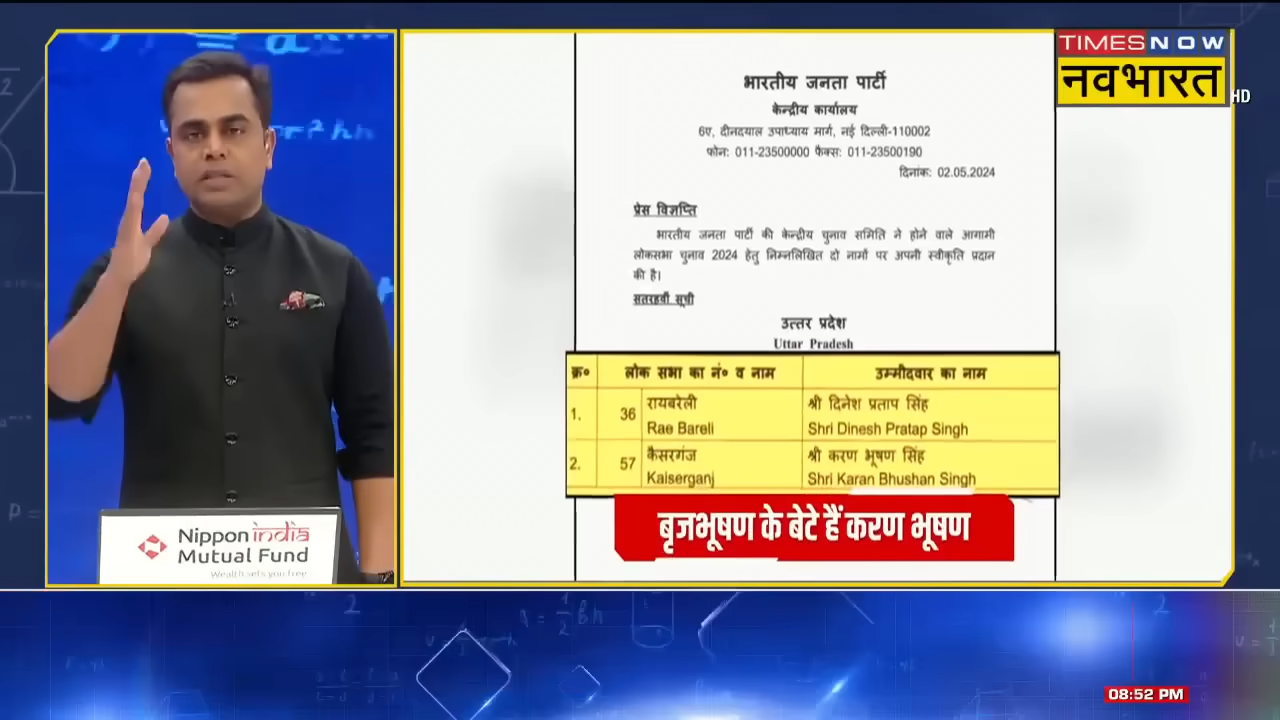 TIMES NOW
नवभारत
HD
भारतीय जनता पार्टी
केन्द्रीय कार्यालय
6ए, दीनदयाल उपाध्याय मार्ग, नई दिल्ली-110002
फोन: 011-23500000 फैक्स: 011-23500190
दिनांक: 02.05.2024
प्रेस विज्ञप्ति
भारतीय जनता पार्टी की केन्द्रीय चुनाव समिति ने होने वाले आगामी
लोकसभा चुनाव 2024 हेतु निम्नलिखित दो नामों पर अपनी स्वीकृति प्रदान
की है।
सतरहवीं सूची
उत्तर प्रदेश
Uttar Pradesh
क्र० लोक सभा का नं० व नाम उम्मीदवार का नाम
1. 36 रायबरेली श्री दिनेश प्रताप सिंह
Rae Bareli Shri Dinesh Pratap Singh
2. 57 कैसरगंज श्री करण भूषण सिंह
Kaiserganj Shri Karan Bhushan Singh
बृजभूषण के बेटे हैं करण भूषण
Nippon india
Mutual Fund
Wealth sets you free
08:52 PM